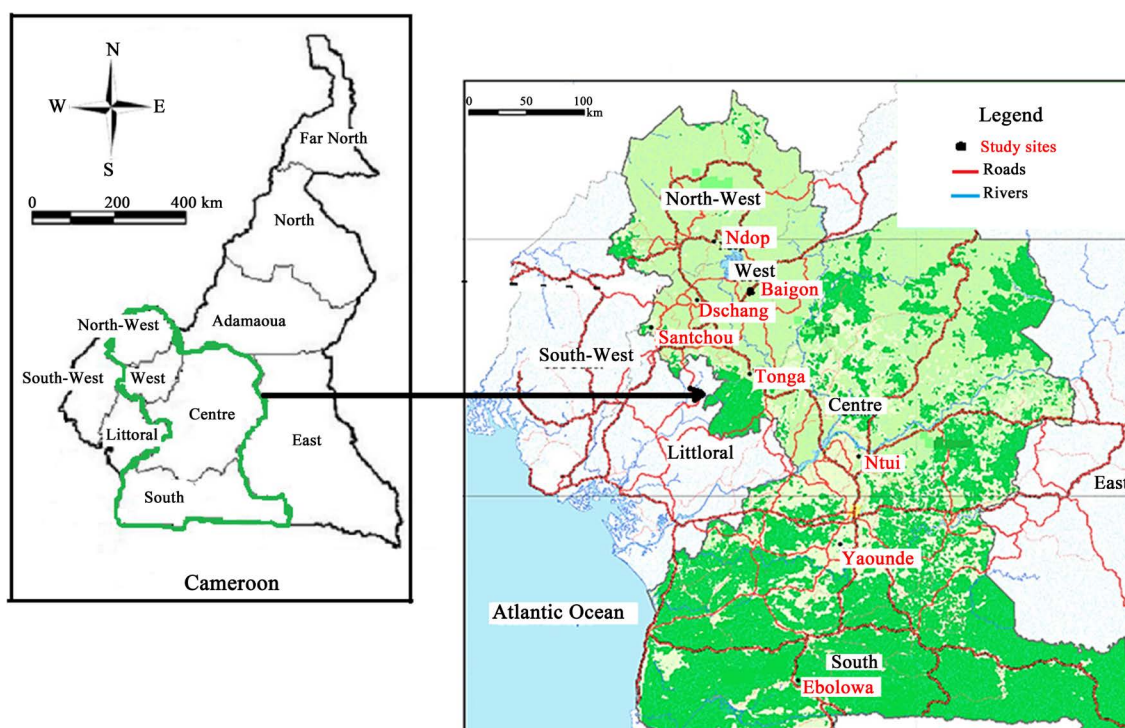 N
W E
S
0 200 400 km
Far North
North
Adamaoua
North-West
South-West
West
Centre
Littoral
East
South
Cameroon
0 50 100
km
Legend
Study sites
Roads
Rivers
North-West
Ndop
West
Baigon
Dschang
Santchou
South-West
Tonga
Centre
Littloral
Ntui
East
Yaounde
Atlantic Ocean
South
Ebolowa